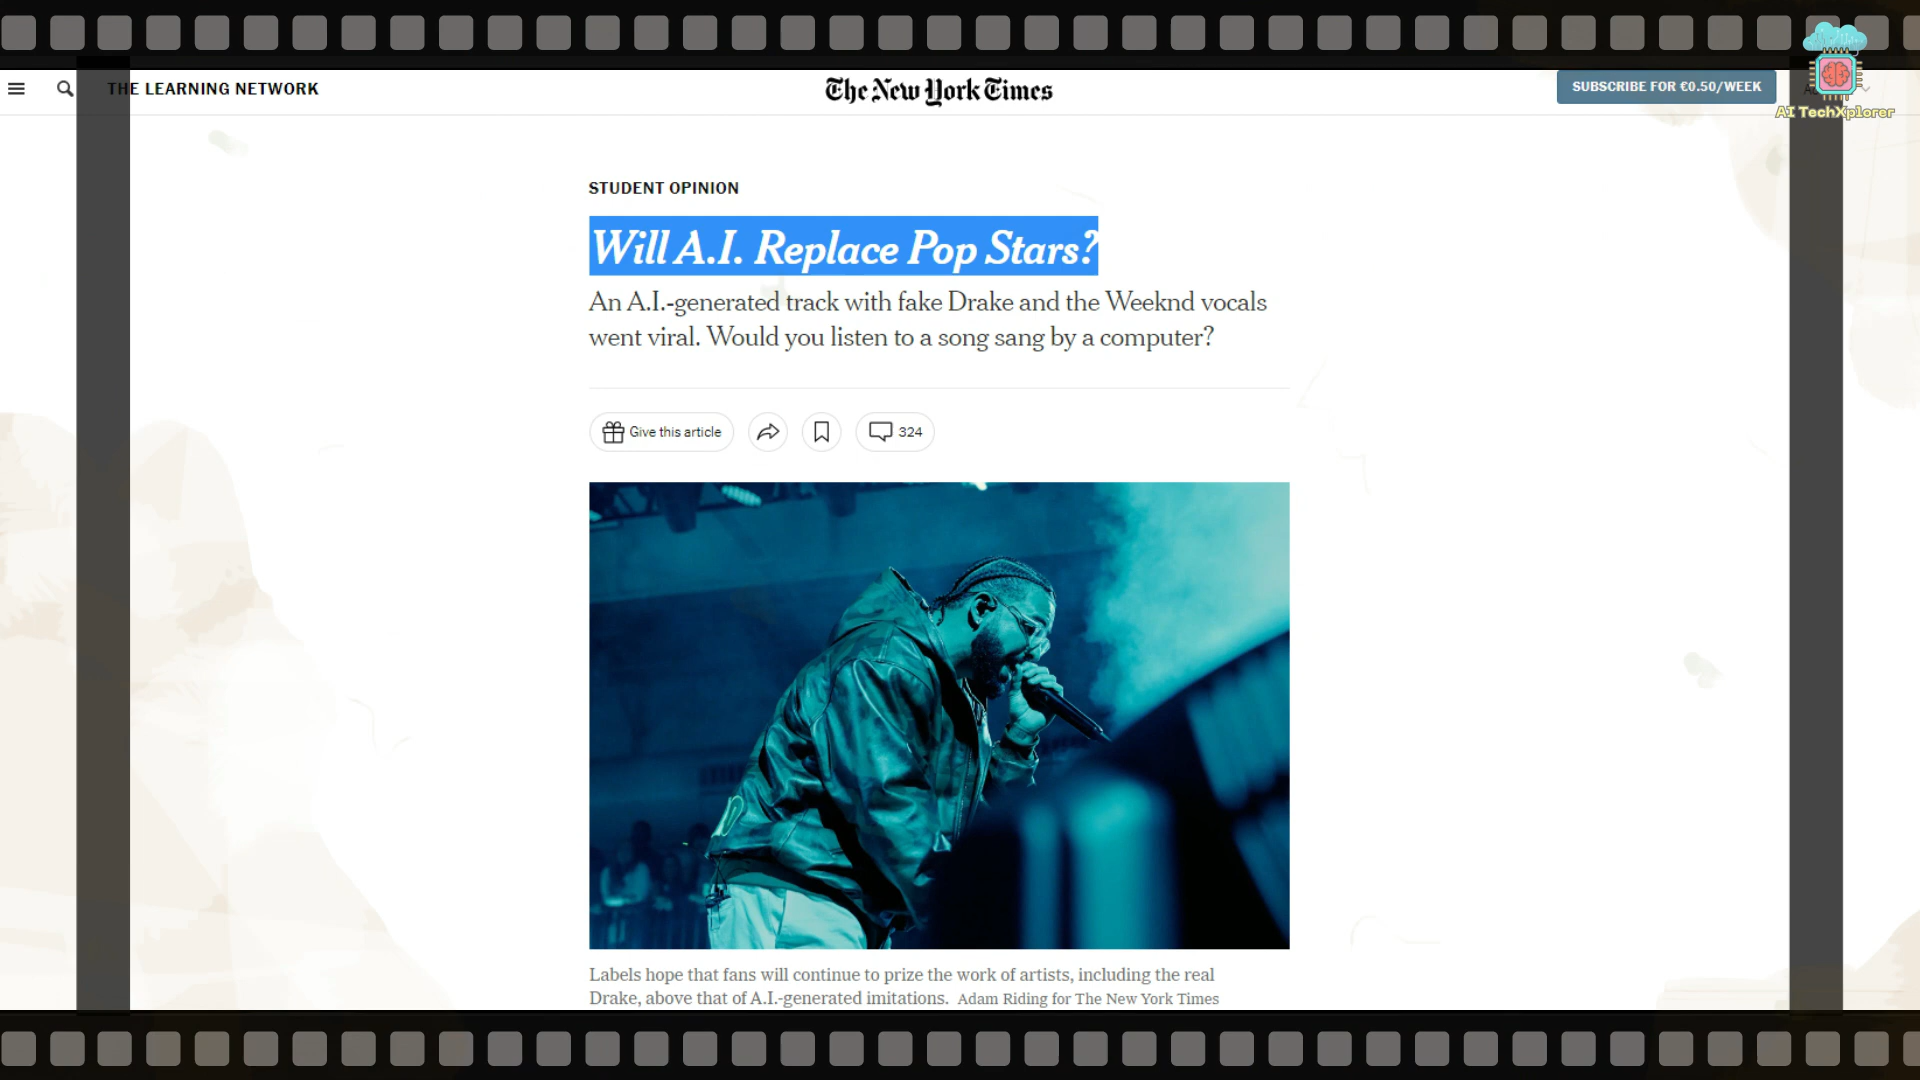 THE LEARNING NETWORK
The New York Times
SUBSCRIBE FOR €0.50/WEEK
AI TechXplorer
STUDENT OPINION
Will A.I. Replace Pop Stars?
An A.I.-generated track with fake Drake and the Weeknd vocals
went viral. Would you listen to a song sang by a computer?
Give this article
324
Labels hope that fans will continue to prize the work of artists, including the real
Drake, above that of A.I.-generated imitations. Adam Riding for The New York Times